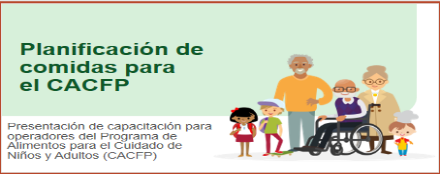 Planificación de
comidas para
el CACFP
Presentación de capacitación para
operadores del Programa de
Alimentos para el Cuidado de
Niños y Adultos (CACFP)